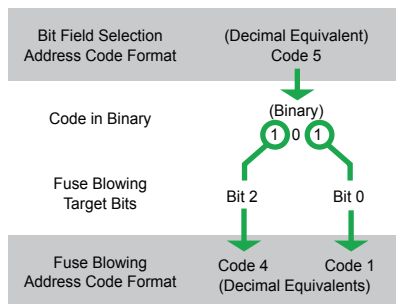 Bit Field Selection
Address Code Format
(Decimal Equivalent)
Code 5
Code in Binary
(Binary)
1 0 1
Fuse Blowing
Target Bits
Bit 2
Bit 0
Fuse Blowing
Address Code Format
Code 4
Code 1
(Decimal Equivalents)